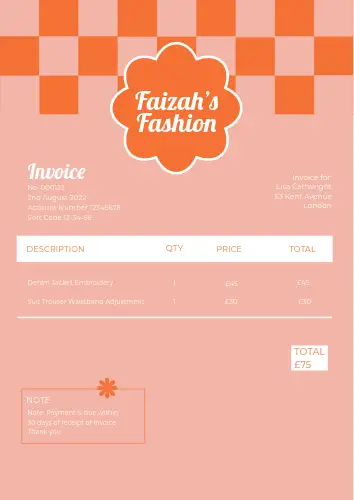 Faizah's
Fashion
Invoice
No. 000123
2nd August 2022
Account Number 12345678
Sort Code 12-34-56
Invoice for
Lisa Cartwright
53 Kent Avenue
London
DESCRIPTION QTY PRICE TOTAL
Denim Jacket Embroidery 1 £45 £45
Suit Trouser Waistband Adjustment 1 £30 £30
TOTAL
£75
NOTE
Note: Payment is due within
30 days of receipt of invoice.
Thank you.